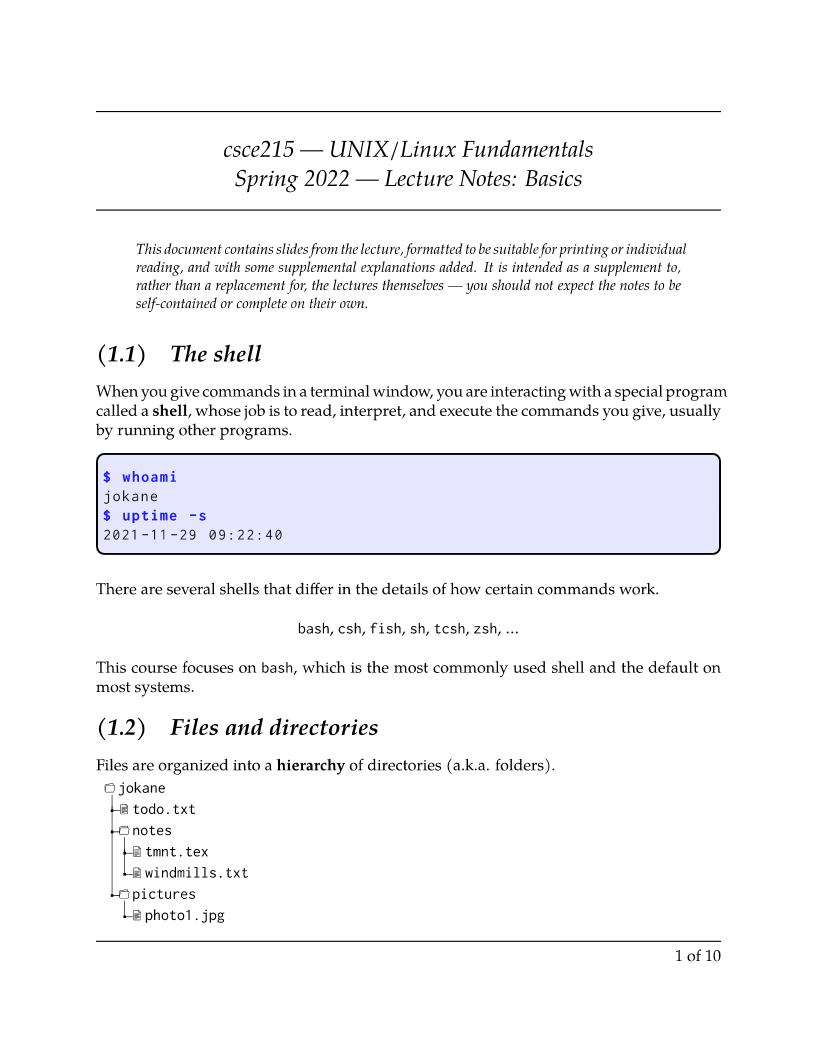 csce215 — UNIX/Linux Fundamentals
Spring 2022 — Lecture Notes: Basics
This document contains slides from the lecture, formatted to be suitable for printing or individual
reading, and with some supplemental explanations added. It is intended as a supplement to,
rather than a replacement for, the lectures themselves — you should not expect the notes to be
self-contained or complete on their own.
(1.1) The shell
When you give commands in a terminal window, you are interacting with a special program
called a shell, whose job is to read, interpret, and execute the commands you give, usually
by running other programs.
$ whoami
jokane
$ uptime -s
2021-11-29 09:22:40
There are several shells that differ in the details of how certain commands work.
bash, csh, fish, sh, tcsh, zsh, ...
This course focuses on bash, which is the most commonly used shell and the default on
most systems.
(1.2) Files and directories
Files are organized into a hierarchy of directories (a.k.a. folders).
jokane
todo.txt
notes
tmnt.tex
windmills.txt
pictures
photo1.jpg
1 of 10